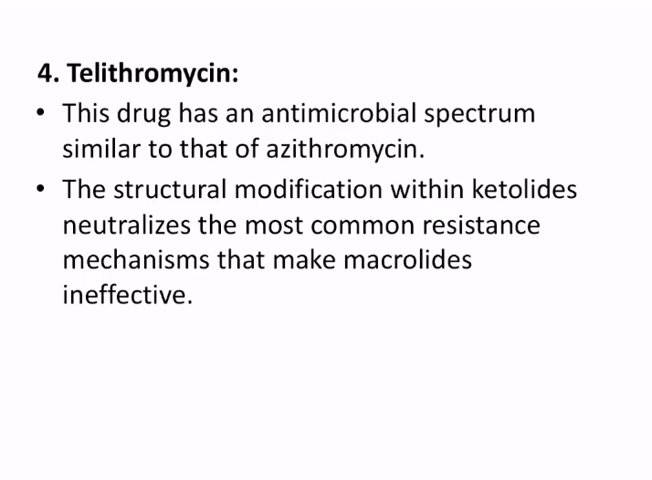 4. Telithromycin:
• This drug has an antimicrobial spectrum
similar to that of azithromycin.
• The structural modification within ketolides
neutralizes the most common resistance
mechanisms that make macrolides
ineffective.